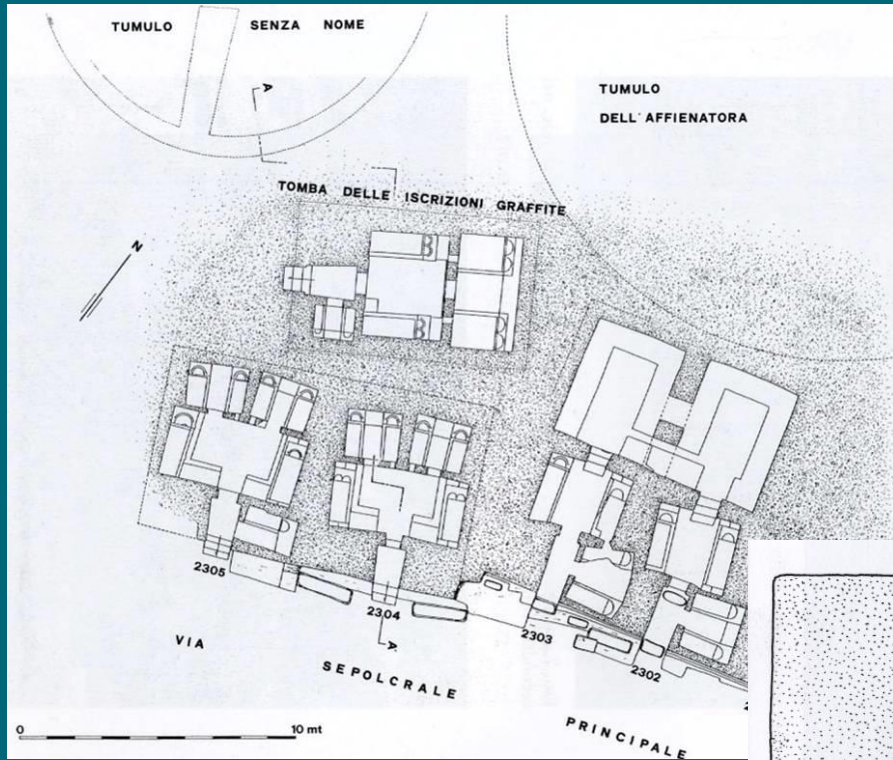 TUMULO SENZA NOME
A
TUMULO
DELL'AFFIENATORA
TOMBA DELLE ISCRIZIONI GRAFFITE
N
2305
2304
2303
2302
A'
VIA SEPOLCRALE PRINCIPALE
0 10 mt